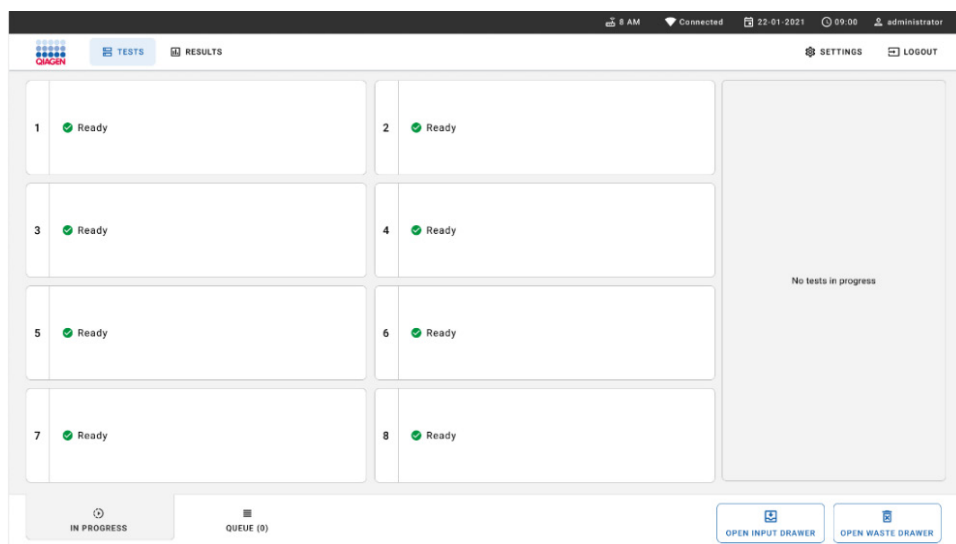 8 AM Connected 22-01-2021 09:00 administrator
QIAGEN TESTS RESULTS SETTINGS LOGOUT
1 Ready 2 Ready
3 Ready 4 Ready
No tests in progress
5 Ready 6 Ready
7 Ready 8 Ready
IN PROGRESS QUEUE (0) OPEN INPUT DRAWER OPEN WASTE DRAWER